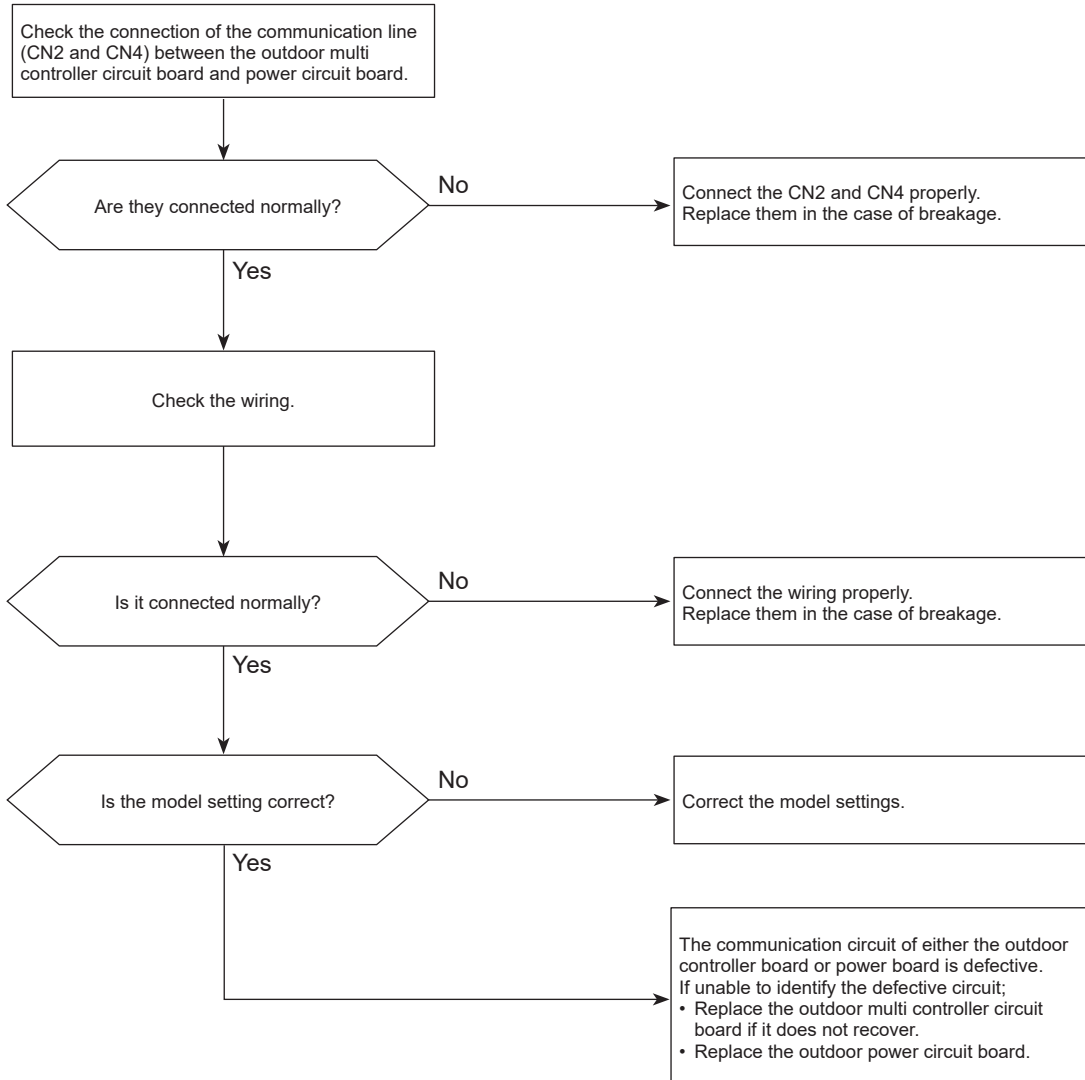 Check the connection of the communication line
(CN2 and CN4) between the outdoor multi
controller circuit board and power circuit board.
Are they connected normally?
No
Connect the CN2 and CN4 properly.
Replace them in the case of breakage.
Yes
Check the wiring.
Is it connected normally?
No
Connect the wiring properly.
Replace them in the case of breakage.
Yes
Is the model setting correct?
No
Correct the model settings.
Yes
The communication circuit of either the outdoor
controller board or power board is defective.
If unable to identify the defective circuit;
• Replace the outdoor multi controller circuit
board if it does not recover.
• Replace the outdoor power circuit board.